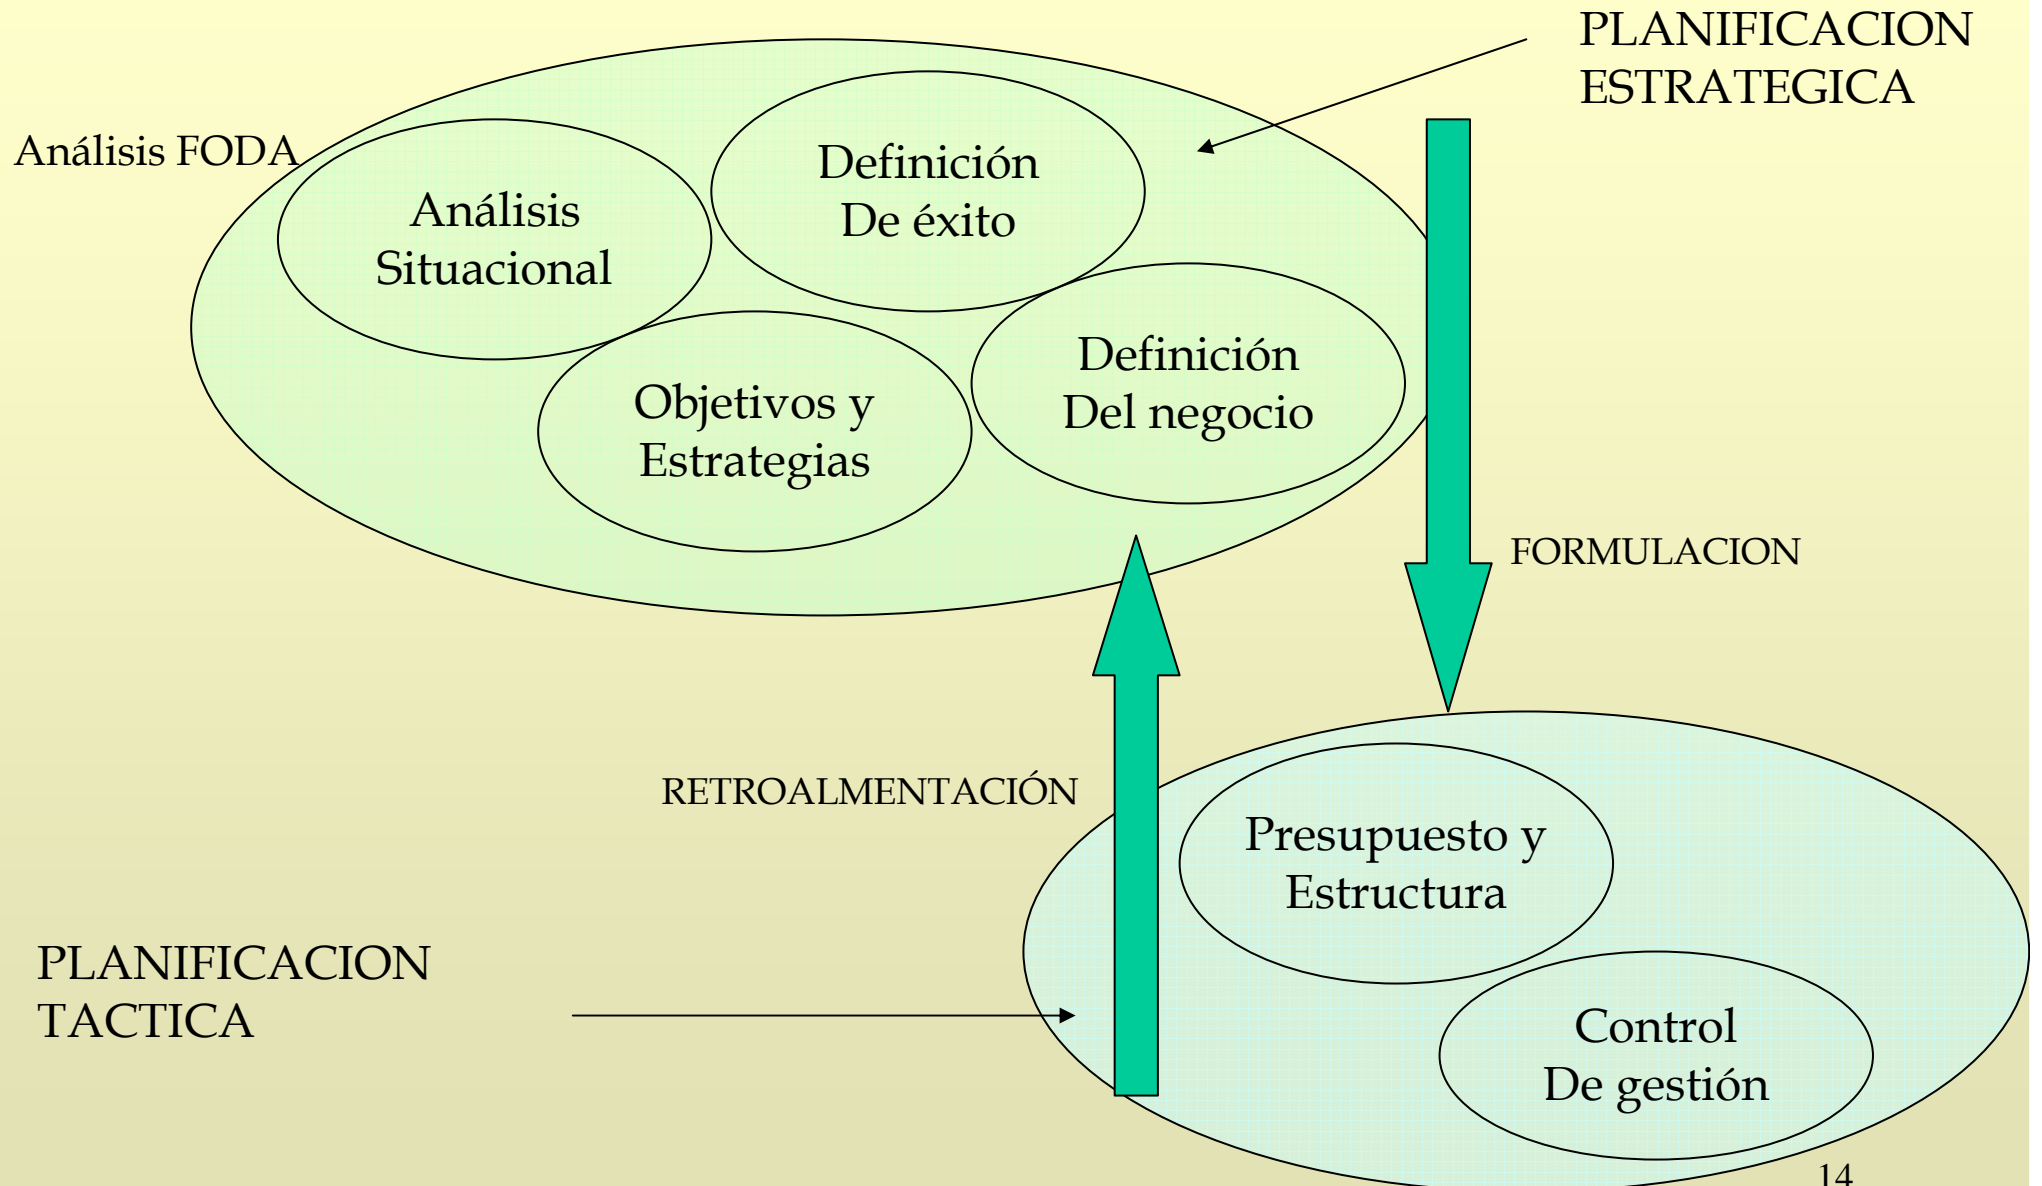 PLANIFICACION
ESTRATEGICA
Análisis FODA
Definición
De éxito
Análisis
Situacional
Definición
Del negocio
Objetivos y
Estrategias
FORMULACION
RETROALMENTACIÓN
Presupuesto y
Estructura
PLANIFICACION
TACTICA
Control
De gestión
14